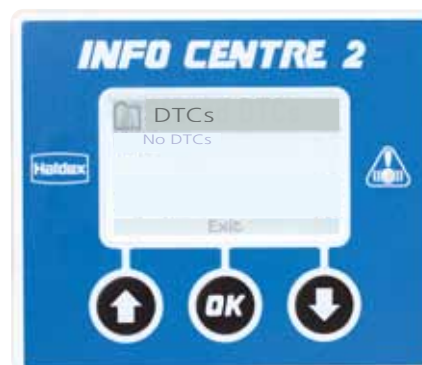 INFO CENTRE 2
DTCs
No DTCs
Haldex
Exit
OK